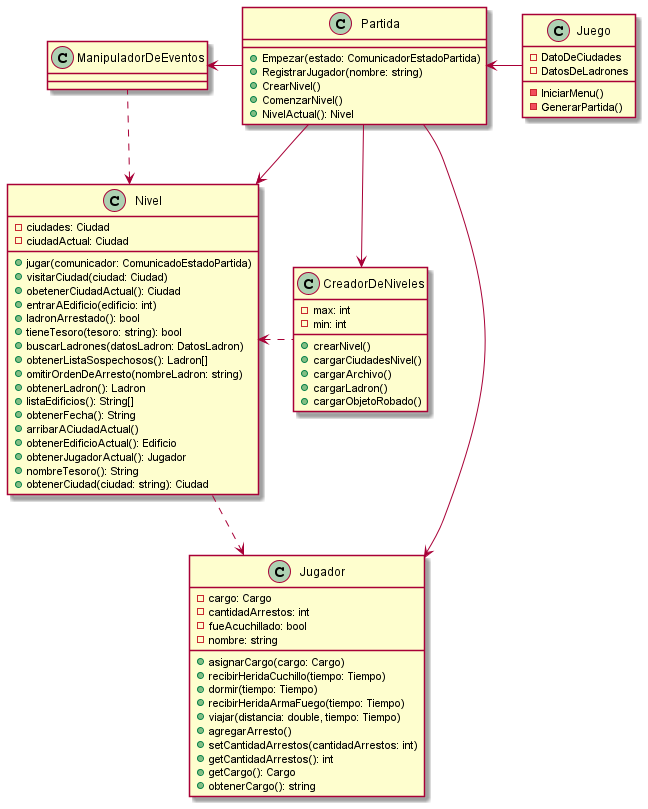 C Partida
Empezar(estado: ComunicadorEstadoPartida)
RegistrarJugador(nombre: string)
CrearNivel()
ComenzarNivel()
NivelActual(): Nivel
C Juego
DatoDeCiudades
DatosDeLadrones
IniciarMenu()
GenerarPartida()
C ManipuladorDeEventos
C Nivel
ciudades: Ciudad
ciudadActual: Ciudad
jugar(comunicador: ComunicadoEstadoPartida)
visitarCiudad(ciudad: Ciudad)
obetenerCiudadActual(): Ciudad
entrarAEdificio(edificio: int)
ladronArrestado(): bool
tieneTesoro(tesoro: string): bool
buscarLadrones(datosLadron: DatosLadron)
obtenerListaSospechosos(): Ladron[]
omitirOrdenDeArresto(nombreLadron: string)
obtenerLadron(): Ladron
listaEdificios(): String[]
obtenerFecha(): String
arribarACiudadActual()
obtenerEdificioActual(): Edificio
obtenerJugadorActual(): Jugador
nombreTesoro(): String
obtenerCiudad(ciudad: string): Ciudad
C CreadorDeNiveles
max: int
min: int
crearNivel()
cargarCiudadesNivel()
cargarArchivo()
cargarLadron()
cargarObjetoRobado()
C Jugador
cargo: Cargo
cantidadArrestos: int
fueAcuchillado: bool
nombre: string
asignarCargo(cargo: Cargo)
recibirHeridaCuchillo(tiempo: Tiempo)
dormir(tiempo: Tiempo)
recibirHeridaArmaFuego(tiempo: Tiempo)
viajar(distancia: double, tiempo: Tiempo)
agregarArresto()
setCantidadArrestos(cantidadArrestos: int)
getCantidadArrestos(): int
getCargo(): Cargo
obtenerCargo(): string